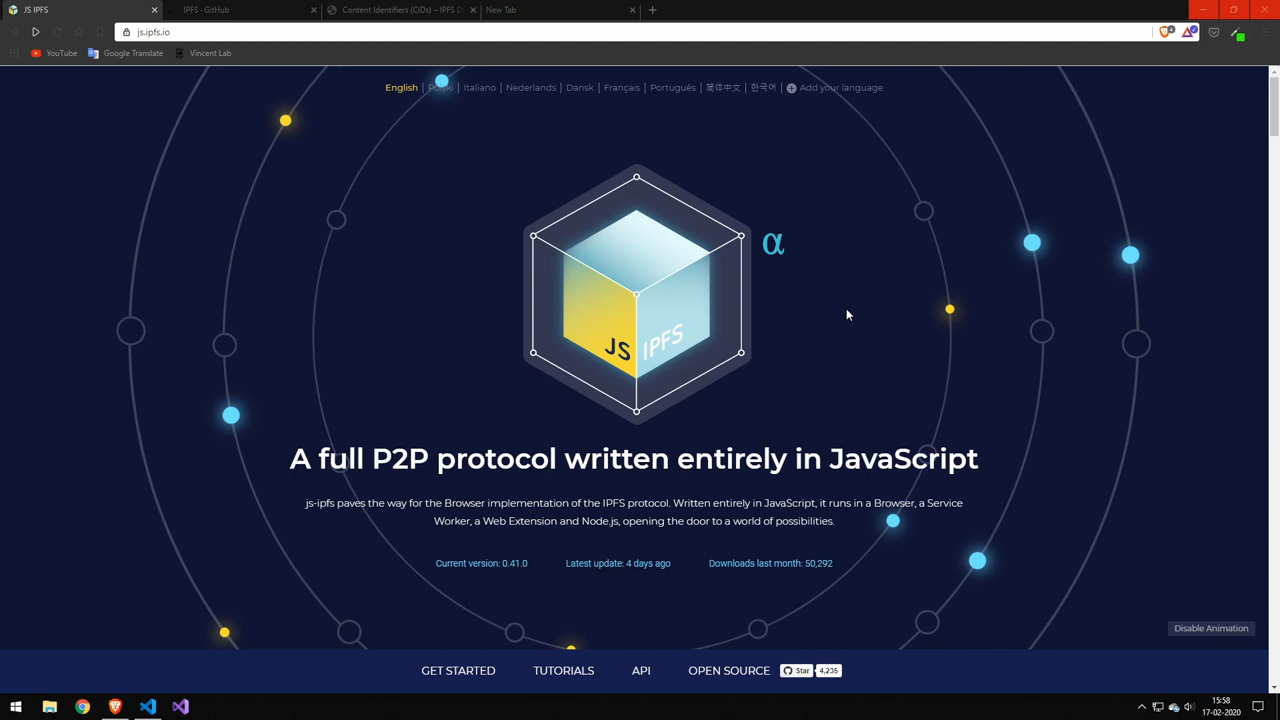 JS IPFS
IPFS · GitHub
Content Identifiers (CIDs) – IPFS D
New Tab
js.ipfs.io
YouTube
Google Translate
Vincent Lab
English | Polski | Italiano | Nederlands | Dansk | Français | Português | 简体中文 | 한국어 | Add your language
α
JS IPFS
A full P2P protocol written entirely in JavaScript
js-ipfs paves the way for the Browser implementation of the IPFS protocol. Written entirely in JavaScript, it runs in a Browser, a Service
Worker, a Web Extension and Node.js, opening the door to a world of possibilities.
Current version: 0.41.0 Latest update: 4 days ago Downloads last month: 50,292
Disable Animation
GET STARTED TUTORIALS API OPEN SOURCE Star 4,235
15:58
17-02-2020